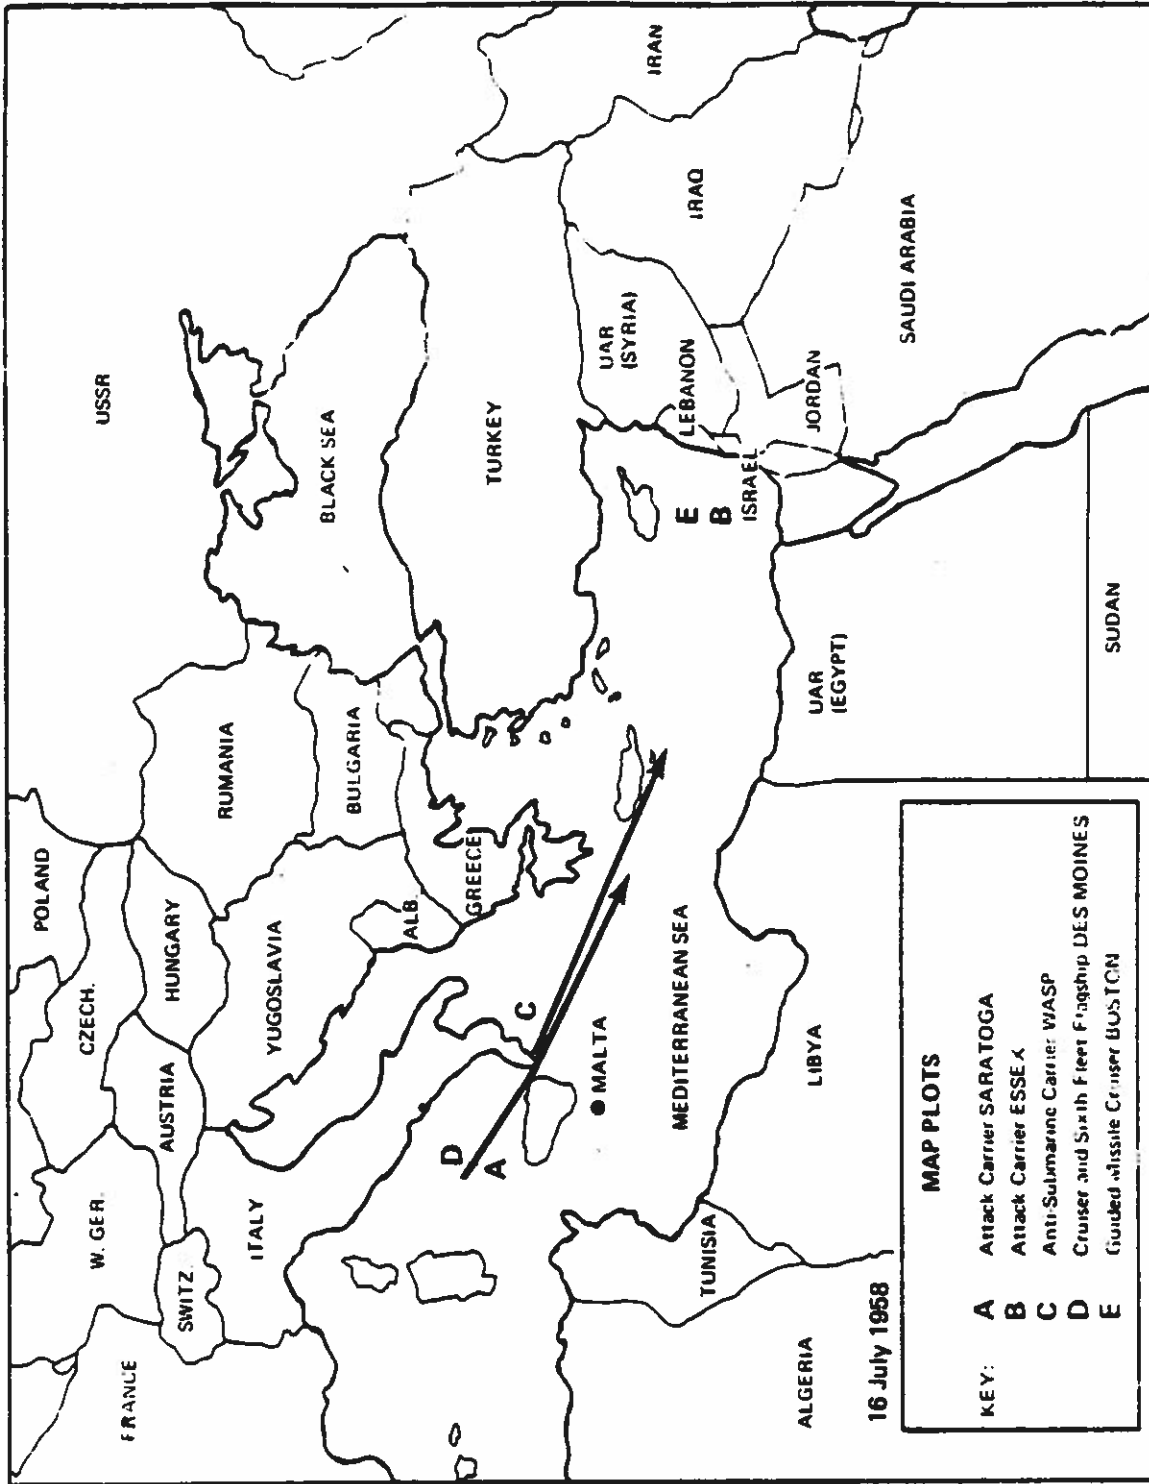 USSR
POLAND
CZECH.
W. GER.
FRANCE
SWITZ.
AUSTRIA
HUNGARY
RUMANIA
YUGOSLAVIA
ITALY
BULGARIA
BLACK SEA
ALB.
GREECE
TURKEY
IRAN
UAR
(SYRIA)
IRAQ
LEBANON
ISRAEL
JORDAN
SAUDI ARABIA
D
A
C
E
B
MALTA
MEDITERRANEAN SEA
TUNISIA
ALGERIA
LIBYA
UAR
(EGYPT)
SUDAN
16 July 1958
MAP PLOTS
KEY: A Attack Carrier SARATOGA
B Attack Carrier ESSEX
C Anti-Submarine Carrier WASP
D Cruiser and Sixth Fleet Flagship DES MOINES
E Guided Missile Cruiser BOSTON